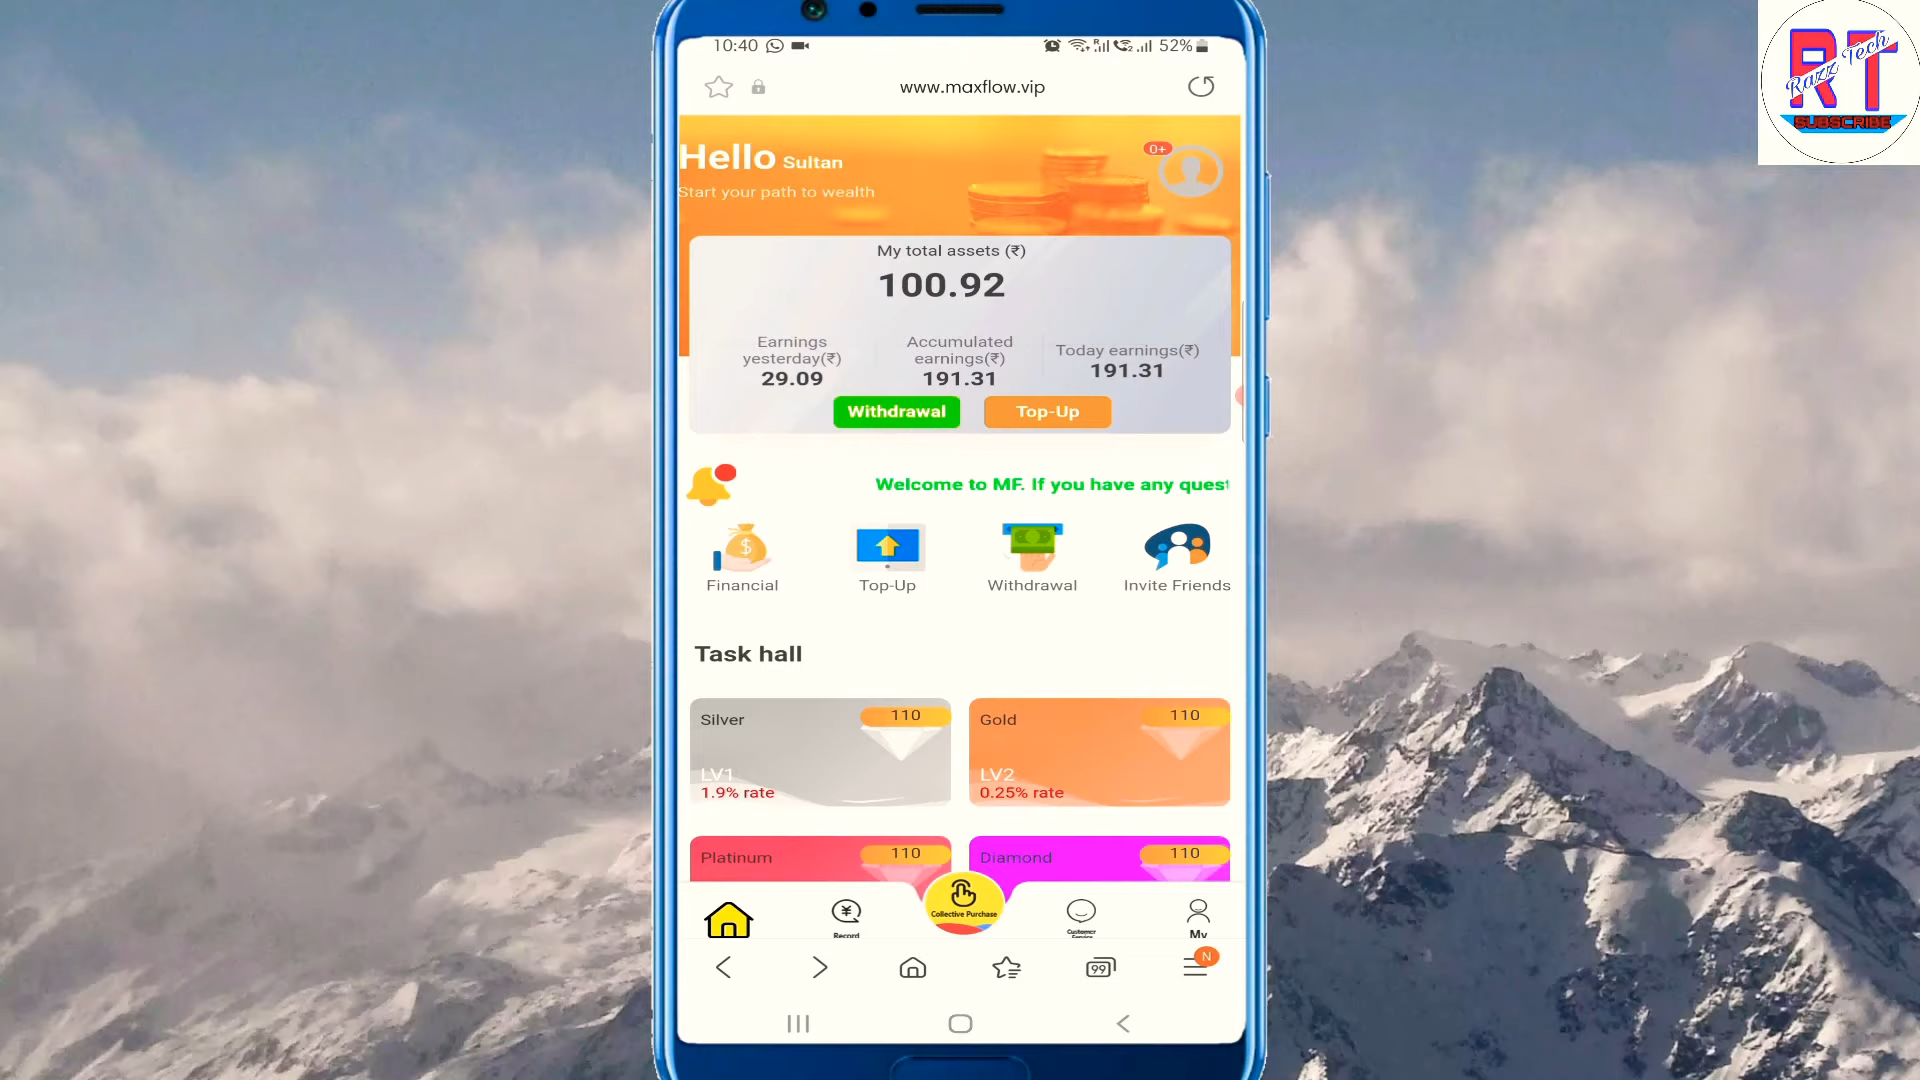 10:40
52%
www.maxflow.vip
RT
Razz Tech
SUBSCRIBE
Hello Sultan
0+
Start your path to wealth
My total assets (₹)
100.92
Earnings yesterday(₹)
29.09
Accumulated earnings(₹)
191.31
Today earnings(₹)
191.31
Withdrawal
Top-Up
Welcome to MF. If you have any quest
Financial
Top-Up
Withdrawal
Invite Friends
Task hall
Silver
110
LV1
1.9% rate
Gold
110
LV2
0.25% rate
Platinum
110
Diamond
110
Collective Purchase
Record
Customer
Service
My
99
N